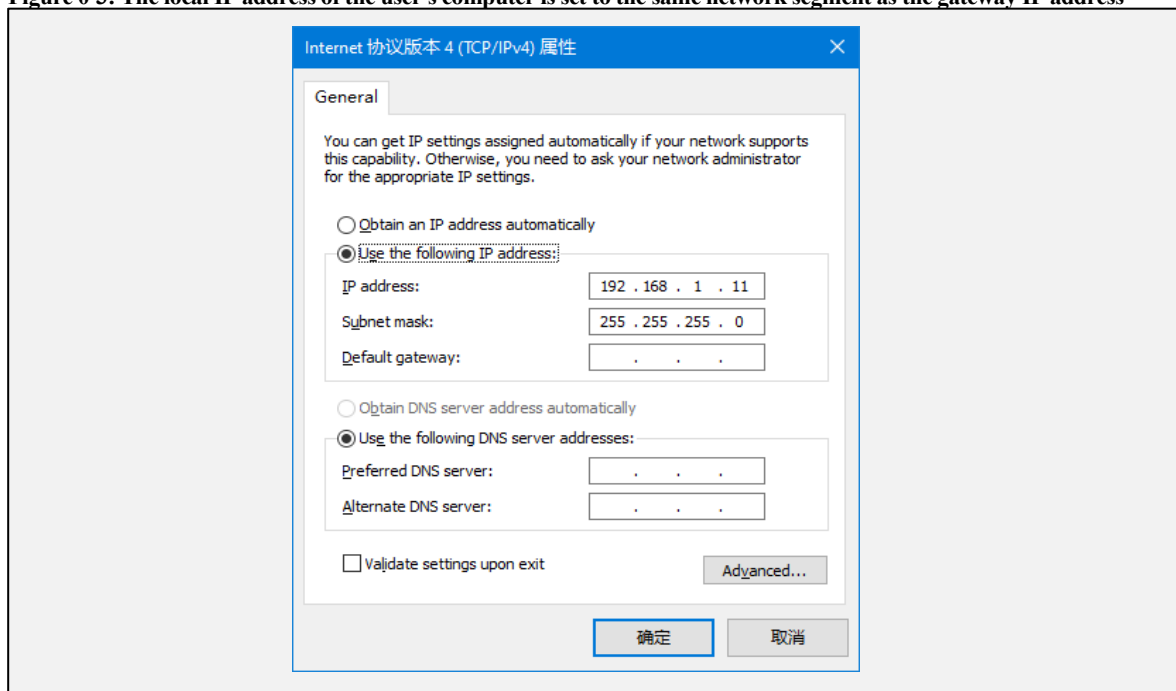 Figure 6-3: The local IP address of the user's computer is set to the same network segment as the gateway IP address
Internet 协议版本 4 (TCP/IPv4) 属性
General
You can get IP settings assigned automatically if your network supports
this capability. Otherwise, you need to ask your network administrator
for the appropriate IP settings.
Obtain an IP address automatically
Use the following IP address:
IP address: 192 . 168 . 1 . 11
Subnet mask: 255 . 255 . 255 . 0
Default gateway: . . .
Obtain DNS server address automatically
Use the following DNS server addresses:
Preferred DNS server: . . .
Alternate DNS server: . . .
Validate settings upon exit
Advanced...
确定 取消